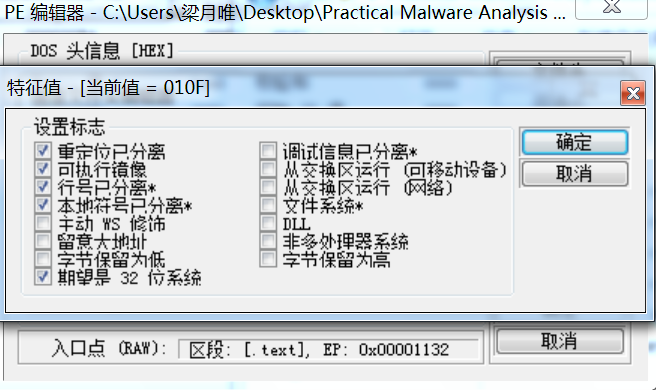 PE 编辑器 - C:\Users\梁月唯\Desktop\Practical Malware Analysis ...
DOS 头信息 [HEX]
特征值 - [当前值 = 010F]
设置标志
重定位已分离
可执行镜像
行号已分离*
本地符号已分离*
主动 WS 修饰
留意大地址
字节保留为低
期望是 32 位系统
调试信息已分离*
从交换区运行 (可移动设备)
从交换区运行 (网络)
文件系统*
DLL
非多处理器系统
字节保留为高
确定
取消
取消
入口点 (RAW): 区段: [.text], EP: 0x00001132